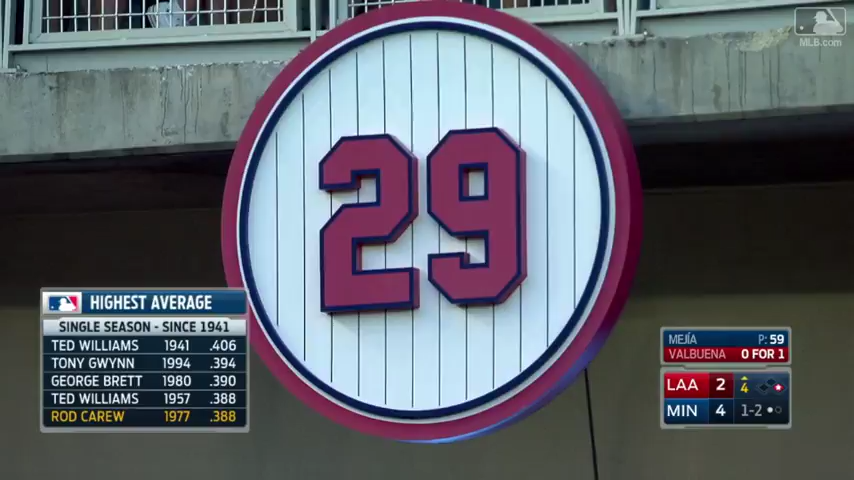 MLB.com
29
HIGHEST AVERAGE
SINGLE SEASON - SINCE 1941
TED WILLIAMS 1941 .406
TONY GWYNN 1994 .394
GEORGE BRETT 1980 .390
TED WILLIAMS 1957 .388
ROD CAREW 1977 .388
MEJÍA P: 59
VALBUENA 0 FOR 1
LAA 2 4
MIN 4 1-2